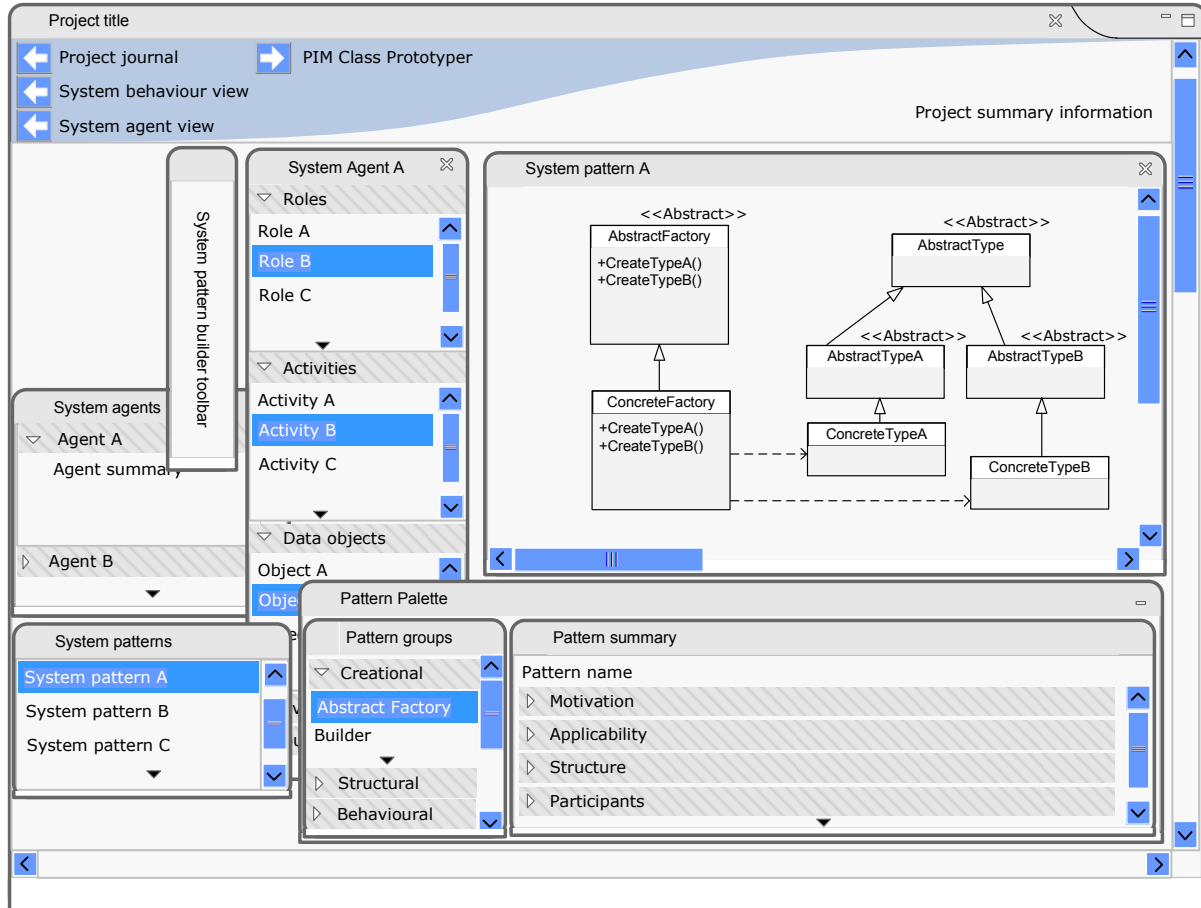 Project title
Project journal
PIM Class Prototyper
System behaviour view
System agent view
Project summary information
System pattern builder toolbar
System agents
Agent A
Agent summary
Agent B
System Agent A
Roles
Role A
Role B
Role C
Activities
Activity A
Activity B
Activity C
Data objects
Object A
System pattern A
<<Abstract>>
AbstractFactory
+CreateTypeA()
+CreateTypeB()
<<Abstract>>
AbstractType
<<Abstract>>
AbstractTypeA
<<Abstract>>
AbstractTypeB
ConcreteFactory
+CreateTypeA()
+CreateTypeB()
ConcreteTypeA
ConcreteTypeB
System patterns
System pattern A
System pattern B
System pattern C
Pattern Palette
Pattern groups
Creational
Abstract Factory
Builder
Structural
Behavioural
Pattern summary
Pattern name
Motivation
Applicability
Structure
Participants